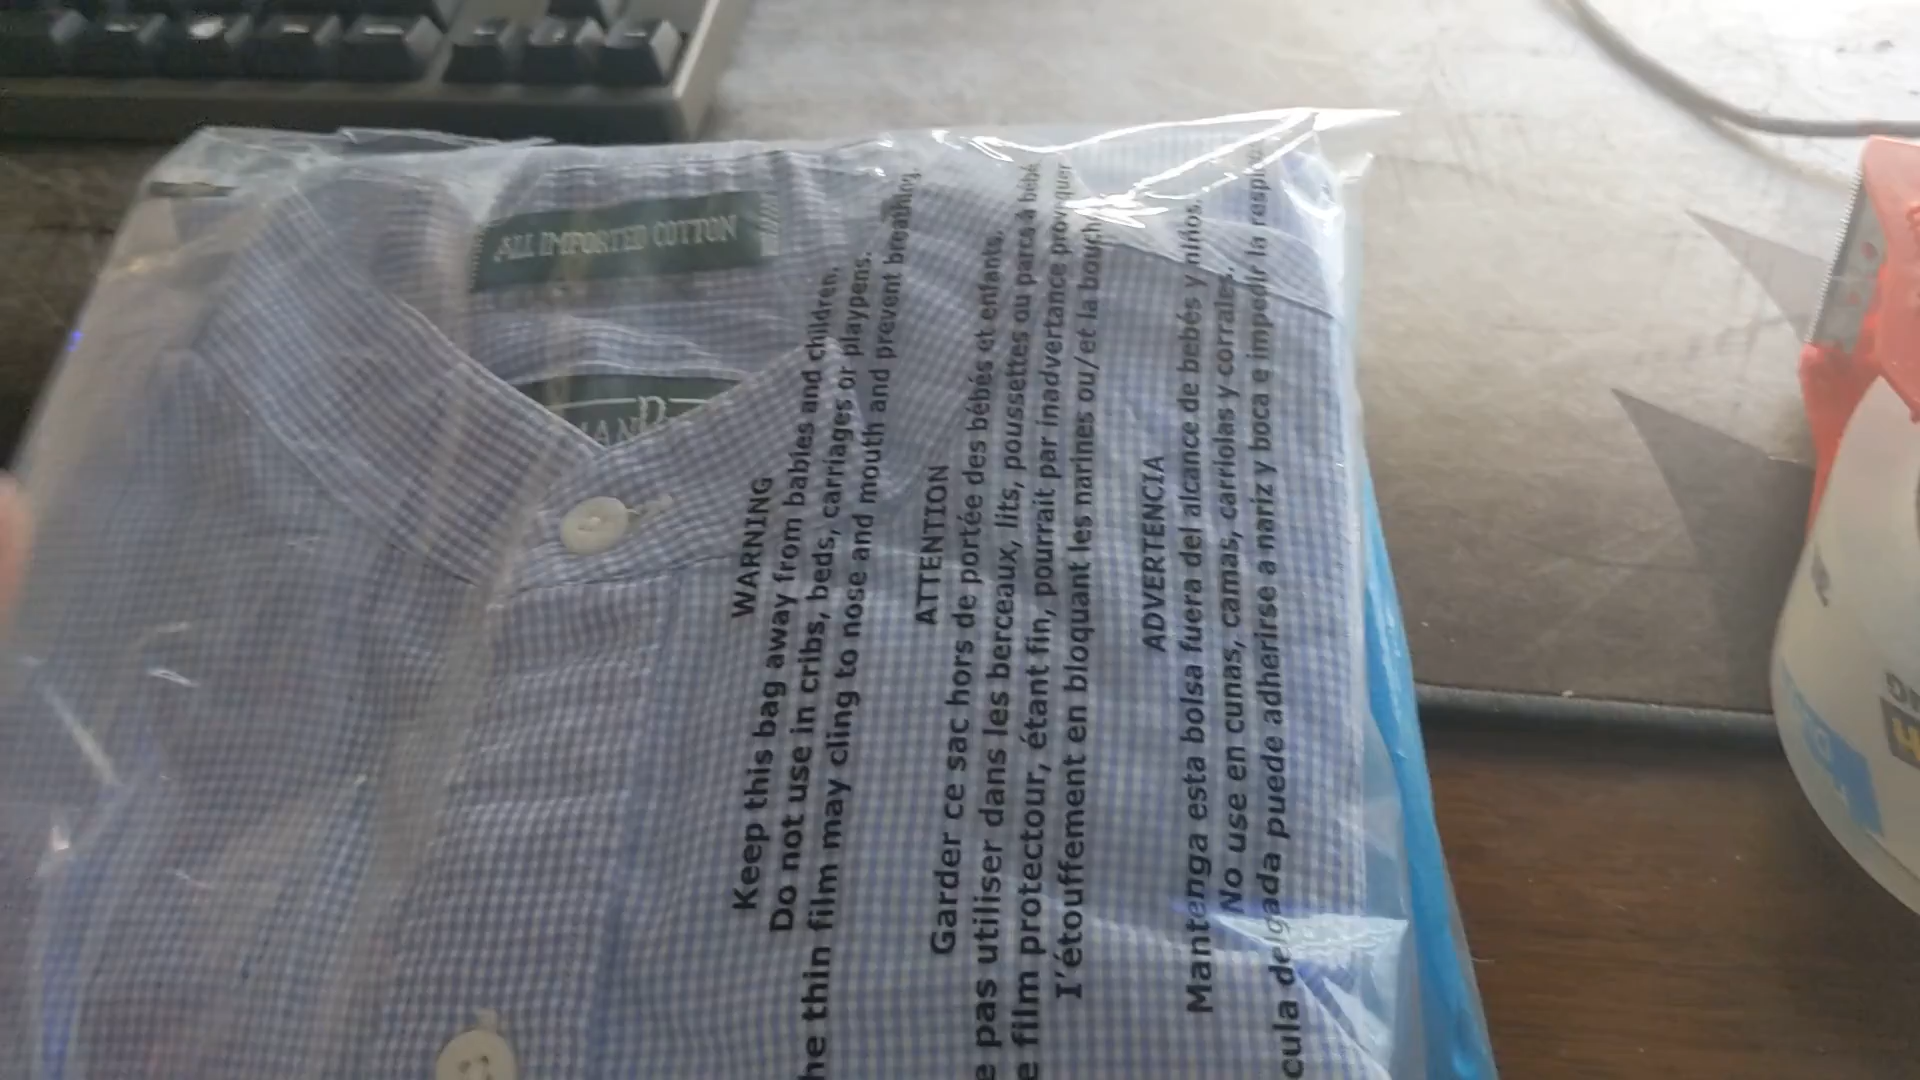 ALL IMPORTED COTTON
WARNING
Keep this bag away from babies and children.
Do not use in cribs, beds, carriages or playpens.
thin film may cling to nose and mouth and prevent breathing.
ATTENTION
Garder ce sac hors de portée des bébés et enfants.
pas utiliser dans les berceaux, lits, poussettes ou parcs à bébé
film protectour, étant fin, pourrait par inadvertance provoquer
I'étouffement en bloquant les narines ou/et la
ADVERTENCIA
Mantenga esta bolsa fuera del alcance de bebés y niños.
No use en cunas, camas, carriolas y corrales.
delgada puede adherirse a nariz y boca e impedir la